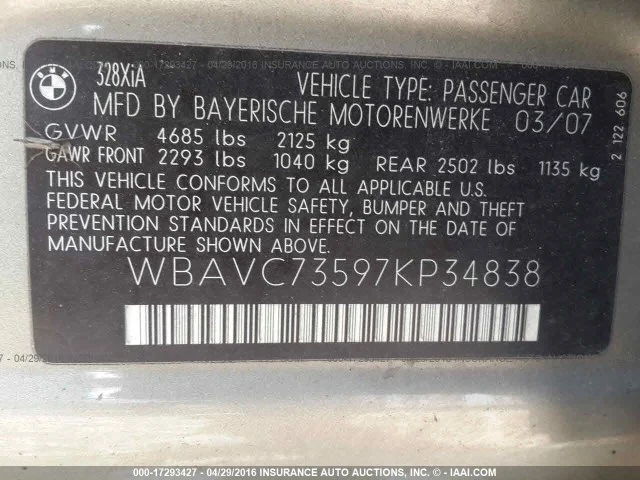 BMW
328XiA
VEHICLE TYPE: PASSENGER CAR
MFD BY BAYERISCHE MOTORENWERKE 03/07
GVWR 4685 lbs 2125 kg
GAWR FRONT 2293 lbs 1040 kg REAR 2502 lbs 1135 kg
THIS VEHICLE CONFORMS TO ALL APPLICABLE U.S.
FEDERAL MOTOR VEHICLE SAFETY, BUMPER AND THEFT
PREVENTION STANDARDS IN EFFECT ON THE DATE OF
MANUFACTURE SHOWN ABOVE.
WBAVC73597KP34838
2 122 606
000-17293427 - 04/29/2016 INSURANCE AUTO AUCTIONS - WWW.IAAI.COM